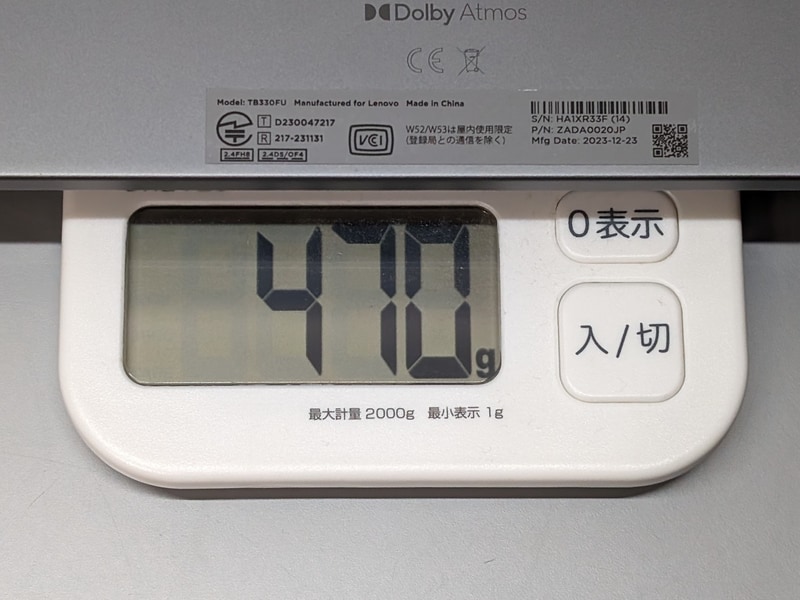 Dolby Atmos
CE
Model: TB330FU Manufactured for Lenovo Made in China
T D230047217
R 217-231131
2.4FH8 2.4DS/OF4
VCI
W52/W53は屋内使用限定
(登録局との通信を除く)
S/N: HA1XR33F (14)
P/N: ZADA0020JP
Mfg Date: 2023-12-23
470g
0表示
入/切
最大計量 2000g 最小表示 1g